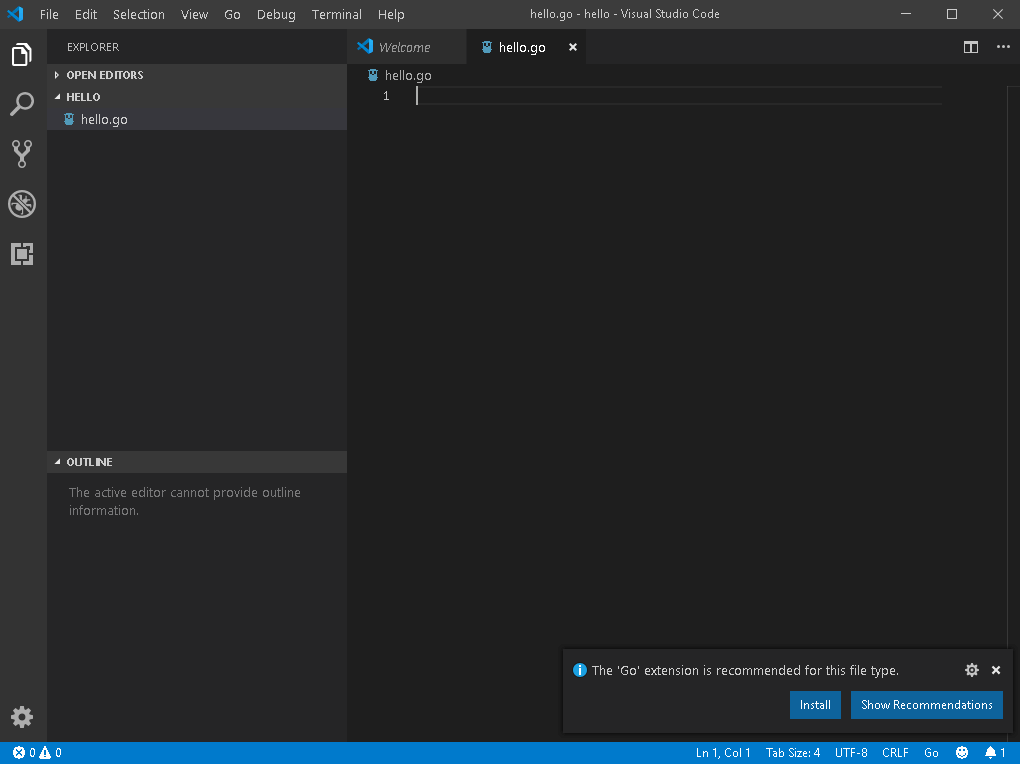 File Edit Selection View Go Debug Terminal Help hello.go - hello - Visual Studio Code
EXPLORER
Welcome hello.go
OPEN EDITORS
hello.go
HELLO
1
hello.go
OUTLINE
The active editor cannot provide outline
information.
The 'Go' extension is recommended for this file type.
Install Show Recommendations
0 0 Ln 1, Col 1 Tab Size: 4 UTF-8 CRLF Go 1